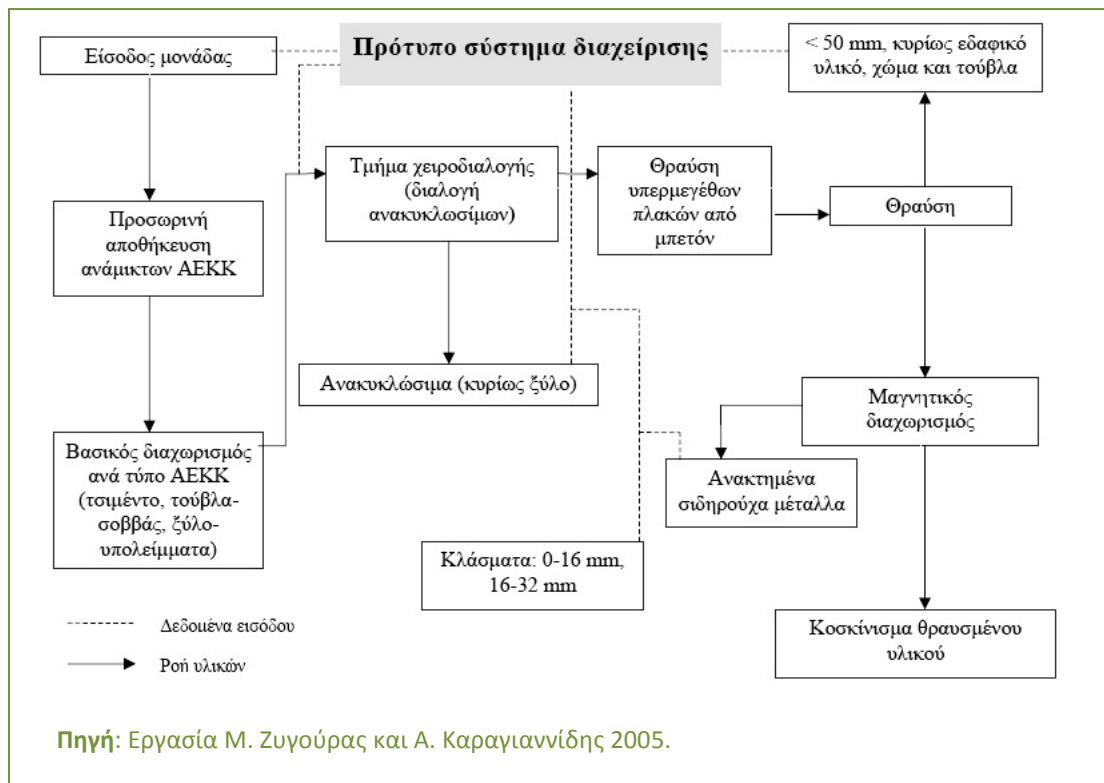 Πρότυπο σύστημα διαχείρισης
Είσοδος μονάδας
< 50 mm, κυρίως εδαφικό
υλικό, χώμα και τούβλα
Τμήμα χειροδιαλογής
(διαλογή
ανακυκλωσίμων)
Θραύση
υπερμεγέθων
πλακών από
μπετόν
Θραύση
Προσωρινή
αποθήκευση
ανάμικτων ΑΕΚΚ
Ανακυκλώσιμα (κυρίως ξύλο)
Μαγνητικός
διαχωρισμός
Βασικός διαχωρισμός
ανά τύπο ΑΕΚΚ
(τσιμέντο, τούβλα-
σοββάς, ξύλο-
υπολείμματα)
Ανακτημένα
σιδηρούχα μέταλλα
Κλάσματα: 0-16 mm,
16-32 mm
Κοσκίνισμα θραυσμένου
υλικού
Δεδομένα εισόδου
Ροή υλικών
Πηγή: Εργασία Μ. Ζυγούρας και Α. Καραγιαννίδης 2005.